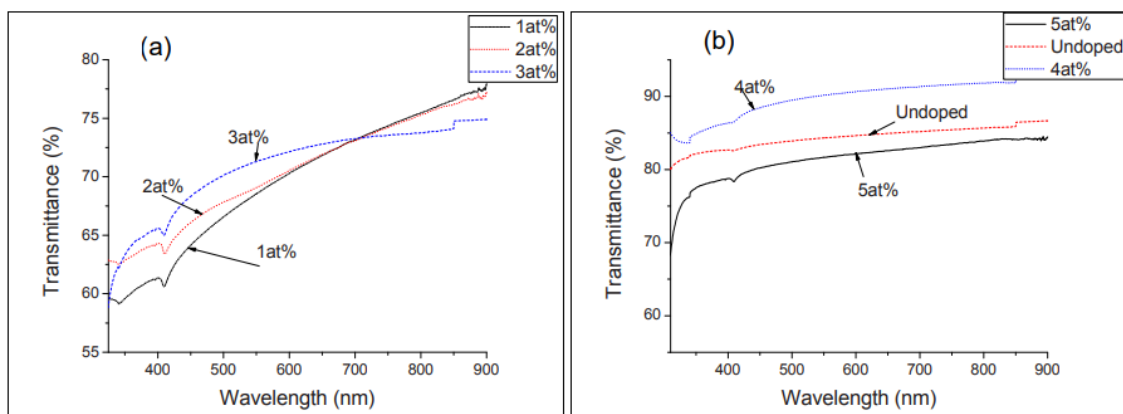 (a)
1at%
2at%
3at%
80
75
70
65
60
55
Transmittance (%)
3at%
2at%
1at%
400 500 600 700 800 900
Wavelength (nm)
(b)
5at%
Undoped
4at%
90
80
70
60
Transmittance (%)
4at%
Undoped
5at%
400 500 600 700 800 900
Wavelength (nm)